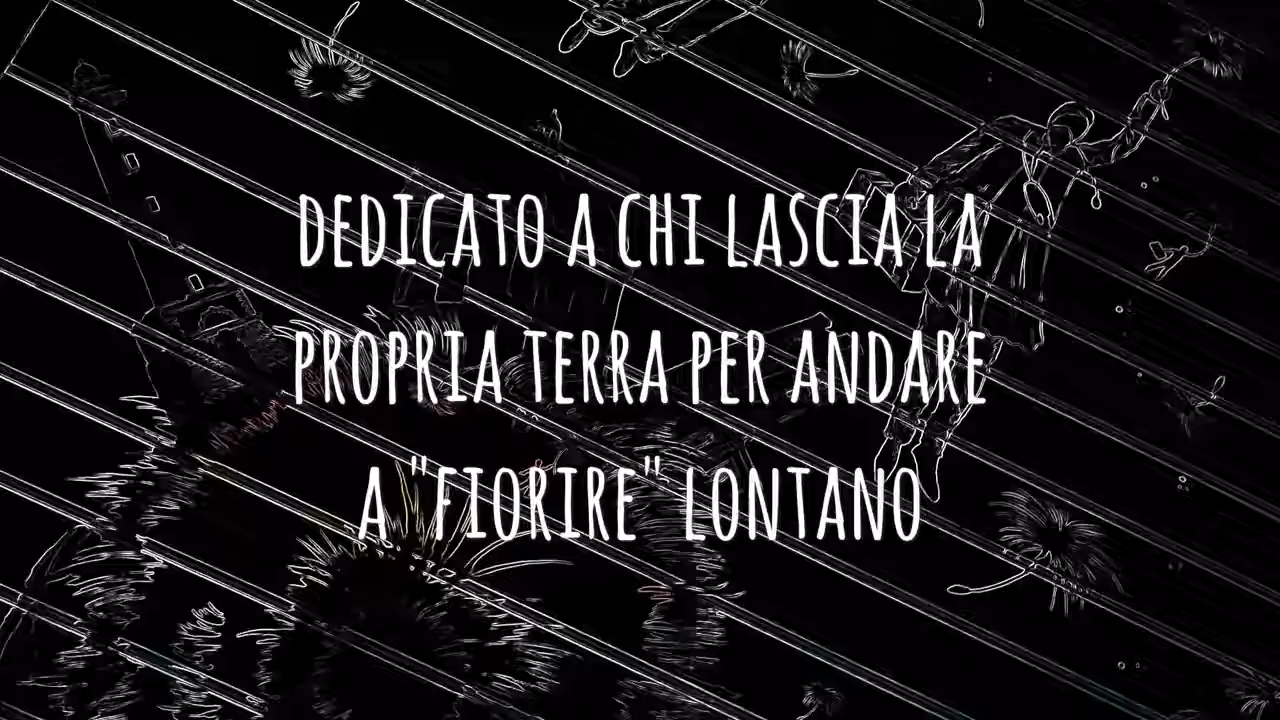 DEDICATO A CHI LASCIA LA
PROPRIA TERRA PER ANDARE
A "FIORIRE" LONTANO